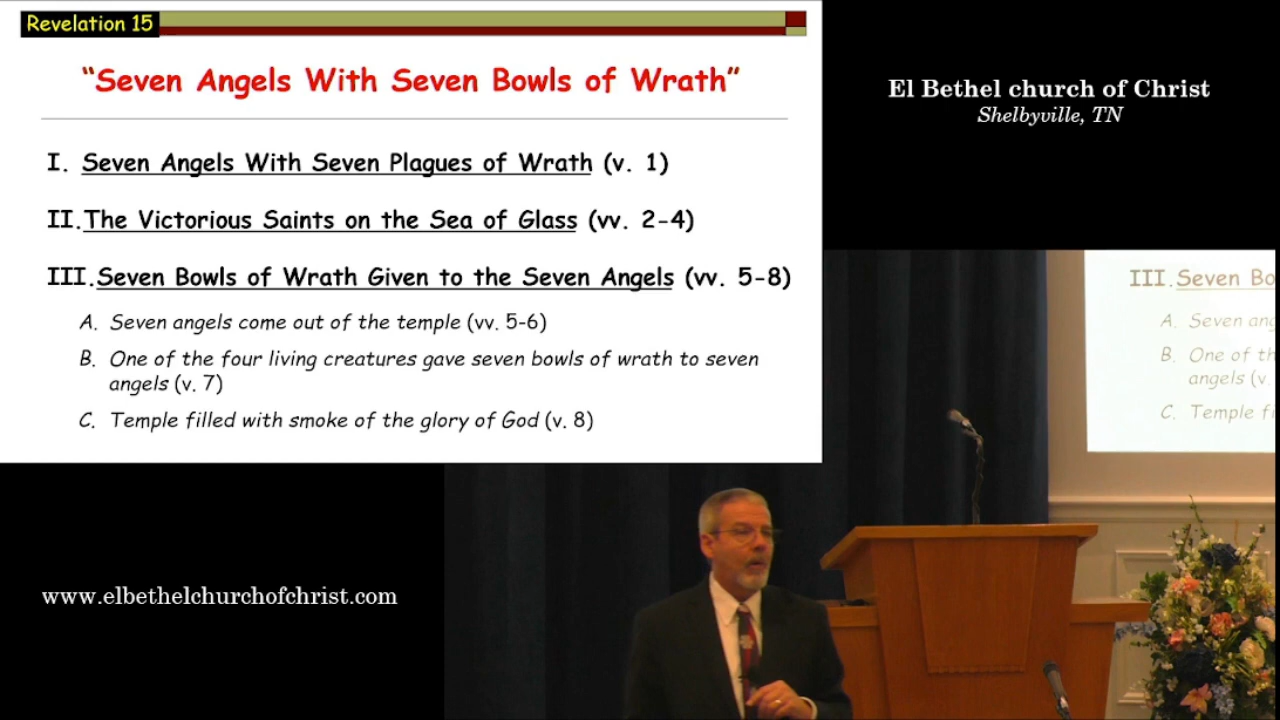 Revelation 15
"Seven Angels With Seven Bowls of Wrath"
I. Seven Angels With Seven Plagues of Wrath (v. 1)
II. The Victorious Saints on the Sea of Glass (vv. 2-4)
III. Seven Bowls of Wrath Given to the Seven Angels (vv. 5-8)
A. Seven angels come out of the temple (vv. 5-6)
B. One of the four living creatures gave seven bowls of wrath to seven
angels (v. 7)
C. Temple filled with smoke of the glory of God (v. 8)
El Bethel church of Christ
Shelbyville, TN
III. Seven Bo
A. Seven ang
B. One of th
angels (v.
C. Temple fi
www.elbethelchurchofchrist.com